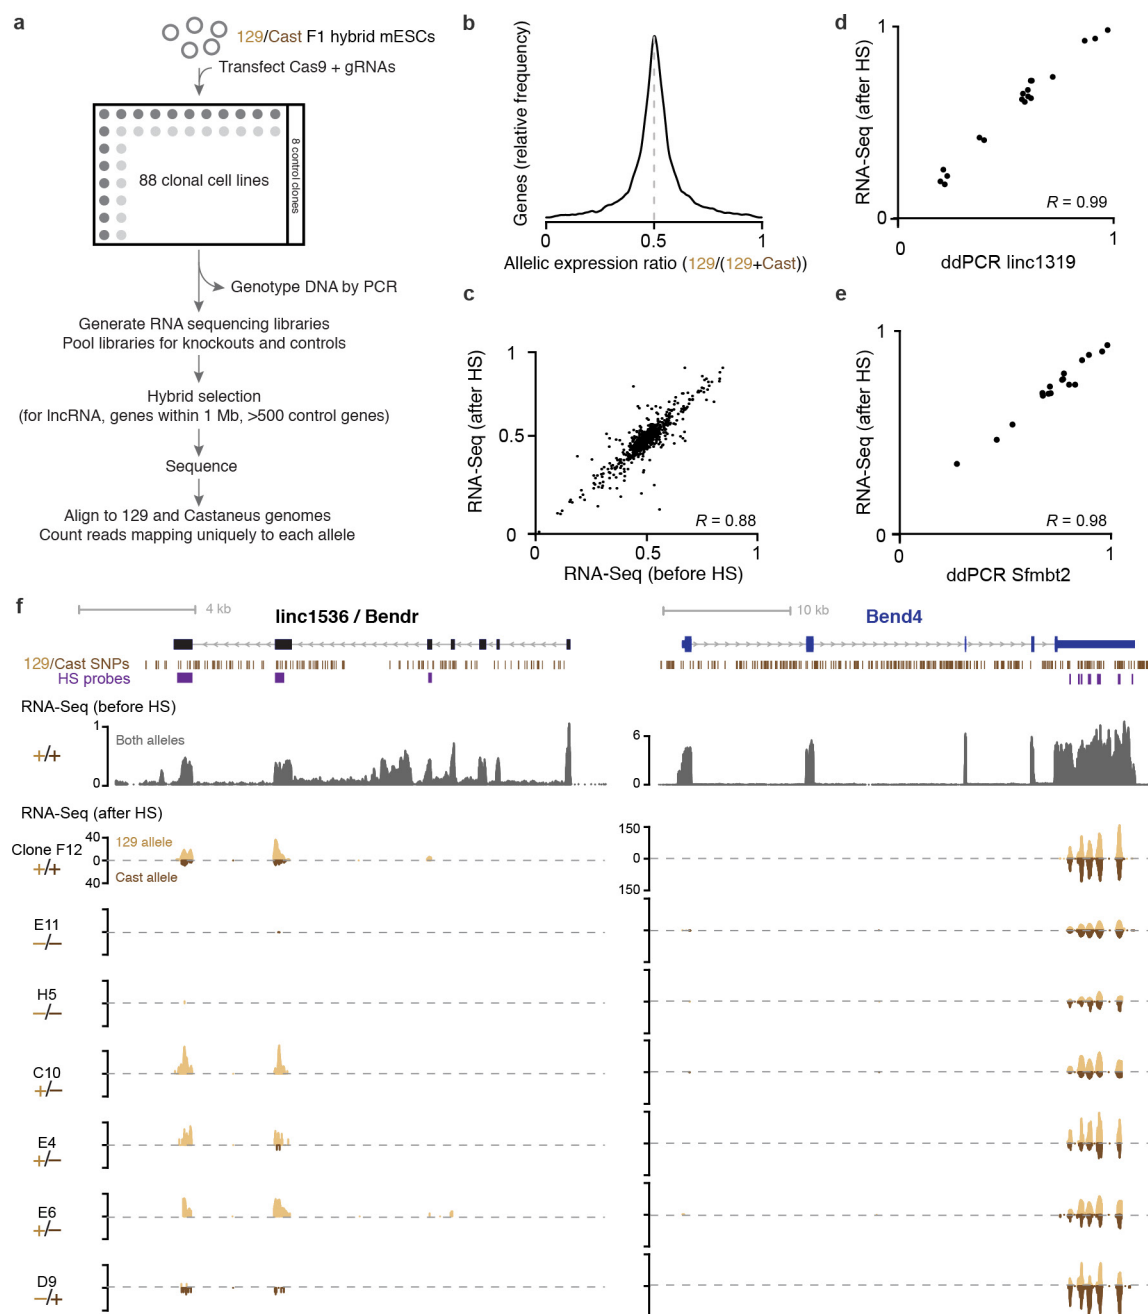 a
129/Cast F1 hybrid mESCs
Transfect Cas9 + gRNAs
88 clonal cell lines
8 control clones
Genotype DNA by PCR
Generate RNA sequencing libraries
Pool libraries for knockouts and controls
Hybrid selection
(for lncRNA, genes within 1 Mb, >500 control genes)
Sequence
Align to 129 and Castaneus genomes
Count reads mapping uniquely to each allele
b
Genes (relative frequency)
0
0.5
1
Allelic expression ratio (129/(129+Cast))
c
RNA-Seq (after HS)
1
0.5
0
R = 0.88
0
0.5
1
RNA-Seq (before HS)
d
RNA-Seq (after HS)
1
0
R = 0.99
0
1
ddPCR linc1319
e
RNA-Seq (after HS)
1
0
R = 0.98
0
1
ddPCR Sfmbt2
f
4 kb
linc1536 / Bendr
10 kb
Bend4
129/Cast SNPs
HS probes
RNA-Seq (before HS)
+/+
1
0
Both alleles
6
0
RNA-Seq (after HS)
Clone F12
+/+
40
0
40
129 allele
Cast allele
150
0
150
E11
−/−
H5
−/−
C10
+/−
E4
+/−
E6
+/−
D9
−/+